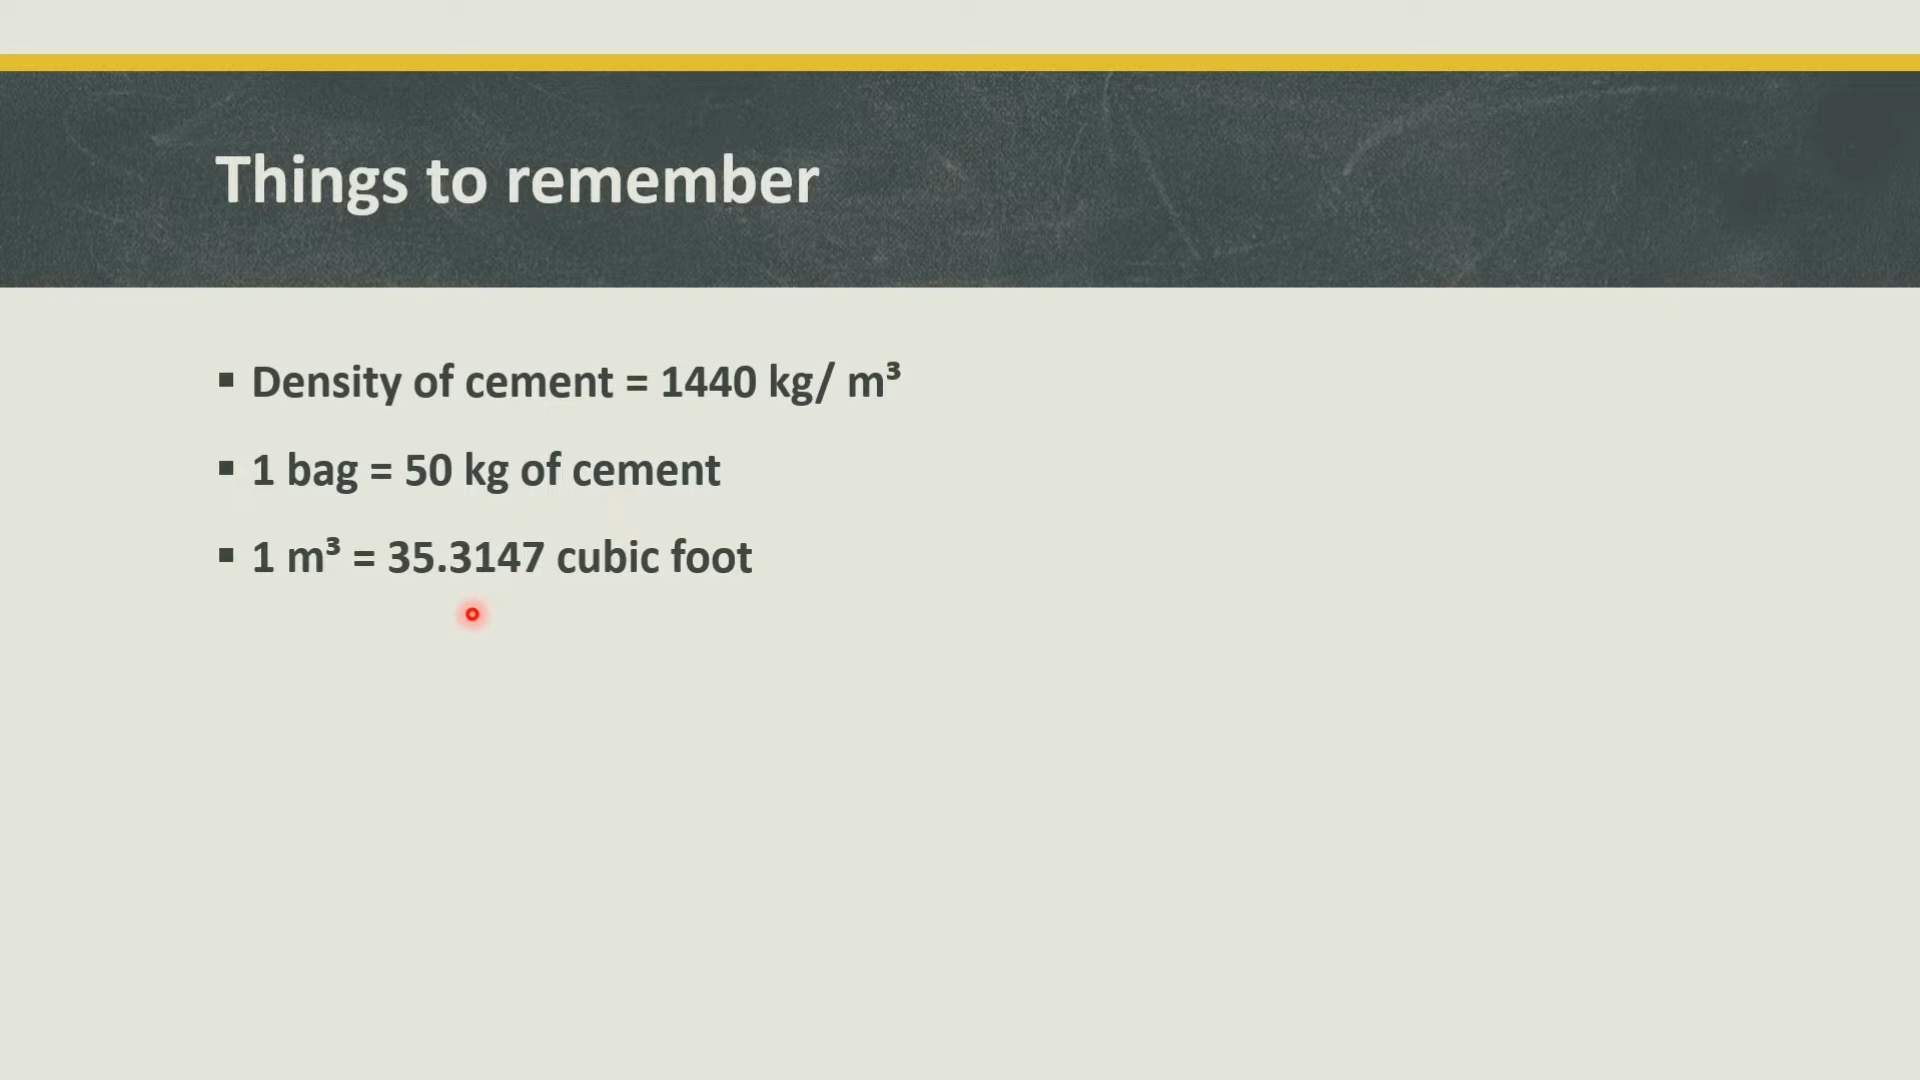 Things to remember
▪ Density of cement = 1440 kg/ m³
▪ 1 bag = 50 kg of cement
▪ 1 m³ = 35.3147 cubic foot